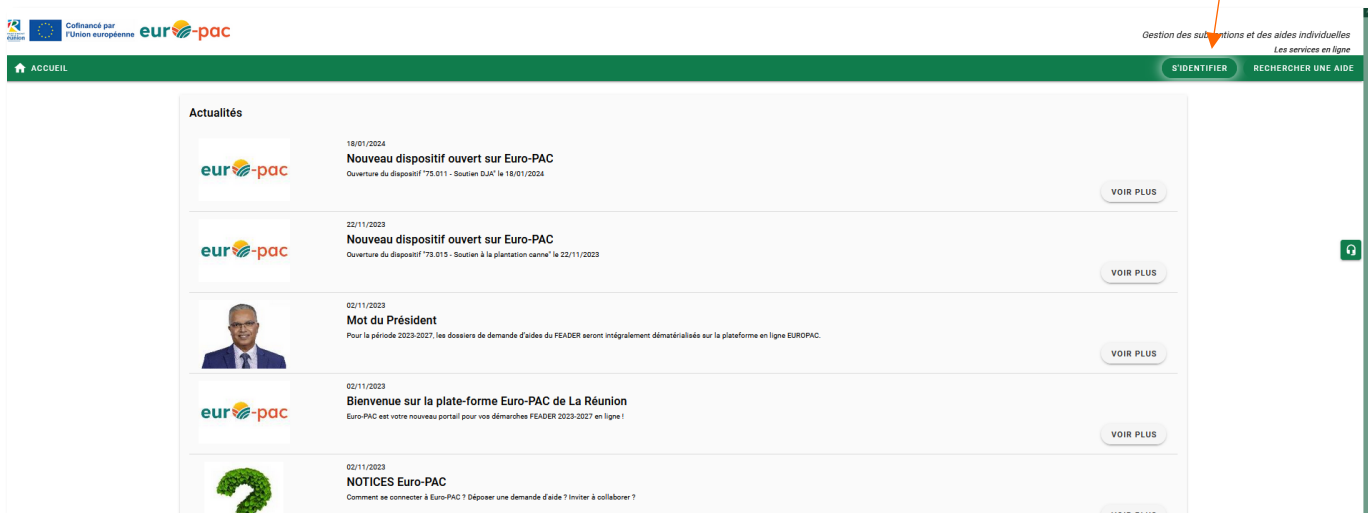 Cofinancé par
l'Union européenne
euro-pac
Gestion des subventions et des aides individuelles
Les services en ligne
ACCUEIL
S'IDENTIFIER
RECHERCHER UNE AIDE
Actualités
euro-pac
18/01/2024
Nouveau dispositif ouvert sur Euro-PAC
Ouverture du dispositif "75.011 - Soutien DJA" le 18/01/2024
VOIR PLUS
euro-pac
22/11/2023
Nouveau dispositif ouvert sur Euro-PAC
Ouverture du dispositif "73.015 - Soutien à la plantation canne" le 22/11/2023
VOIR PLUS
02/11/2023
Mot du Président
Pour la période 2023-2027, les dossiers de demande d'aides du FEADER seront intégralement dématérialisés sur la plateforme en ligne EUROPAC.
VOIR PLUS
euro-pac
02/11/2023
Bienvenue sur la plate-forme Euro-PAC de La Réunion
Euro-PAC est votre nouveau portail pour vos démarches FEADER 2023-2027 en ligne !
VOIR PLUS
02/11/2023
NOTICES Euro-PAC
Comment se connecter à Euro-PAC ? Déposer une demande d'aide ? Inviter à collaborer ?
VOIR PLUS